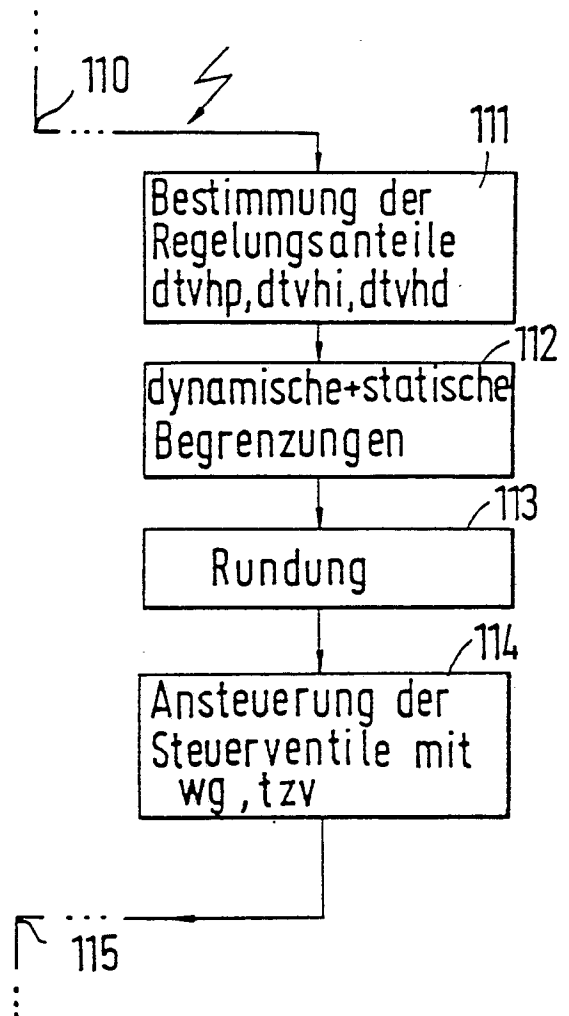 110
111
Bestimmung der
Regelungsanteile
dtvhp,dtvhi,dtvhd
112
dynamische+statische
Begrenzungen
113
Rundung
114
Ansteuerung der
Steuerventile mit
wg,tzv
115